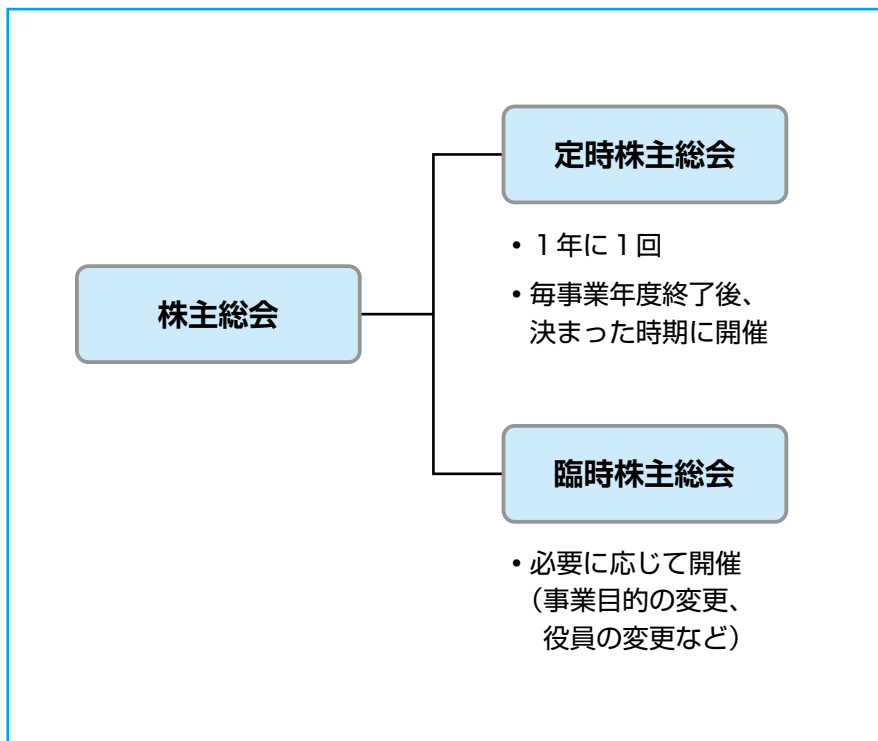 株主総会
定時株主総会
• 1年に1回
• 毎事業年度終了後、
決まった時期に開催
臨時株主総会
• 必要に応じて開催
（事業目的の変更、
役員の変更など）